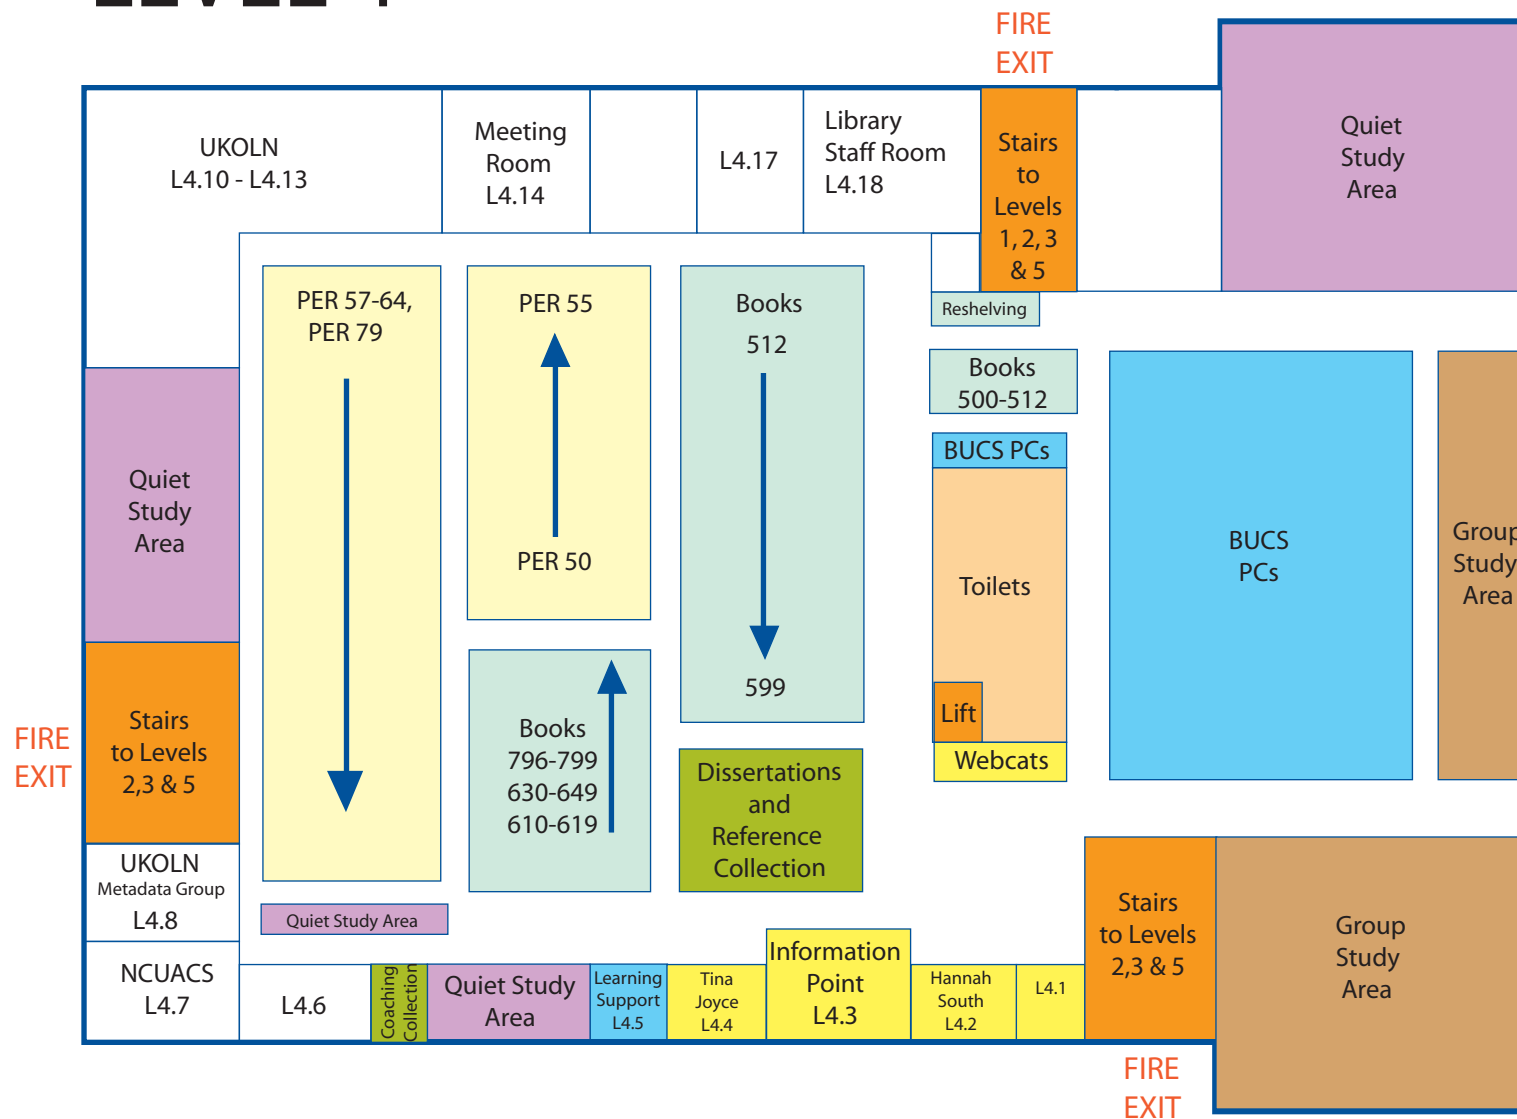 LEVEL 4
FIRE
EXIT
UKOLN
L4.10 - L4.13
Meeting
Room
L4.14
L4.17
Library
Staff Room
L4.18
Stairs
to
Levels
1, 2, 3
& 5
Quiet
Study
Area
PER 57-64,
PER 79
PER 55
PER 50
Books
512
599
Reshelving
Books
500-512
BUCS PCs
Toilets
Lift
Webcats
BUCS
PCs
Group
Study
Area
Quiet
Study
Area
FIRE
EXIT
Stairs
to Levels
2,3 & 5
Books
796-799
630-649
610-619
Dissertations
and
Reference
Collection
UKOLN
Metadata Group
L4.8
Quiet Study Area
NCUACS
L4.7
L4.6
Coaching
Collection
Quiet Study
Area
Learning
Support
L4.5
Tina
Joyce
L4.4
Information
Point
L4.3
Hannah
South
L4.2
L4.1
Stairs
to Levels
2,3 & 5
Group
Study
Area
FIRE
EXIT